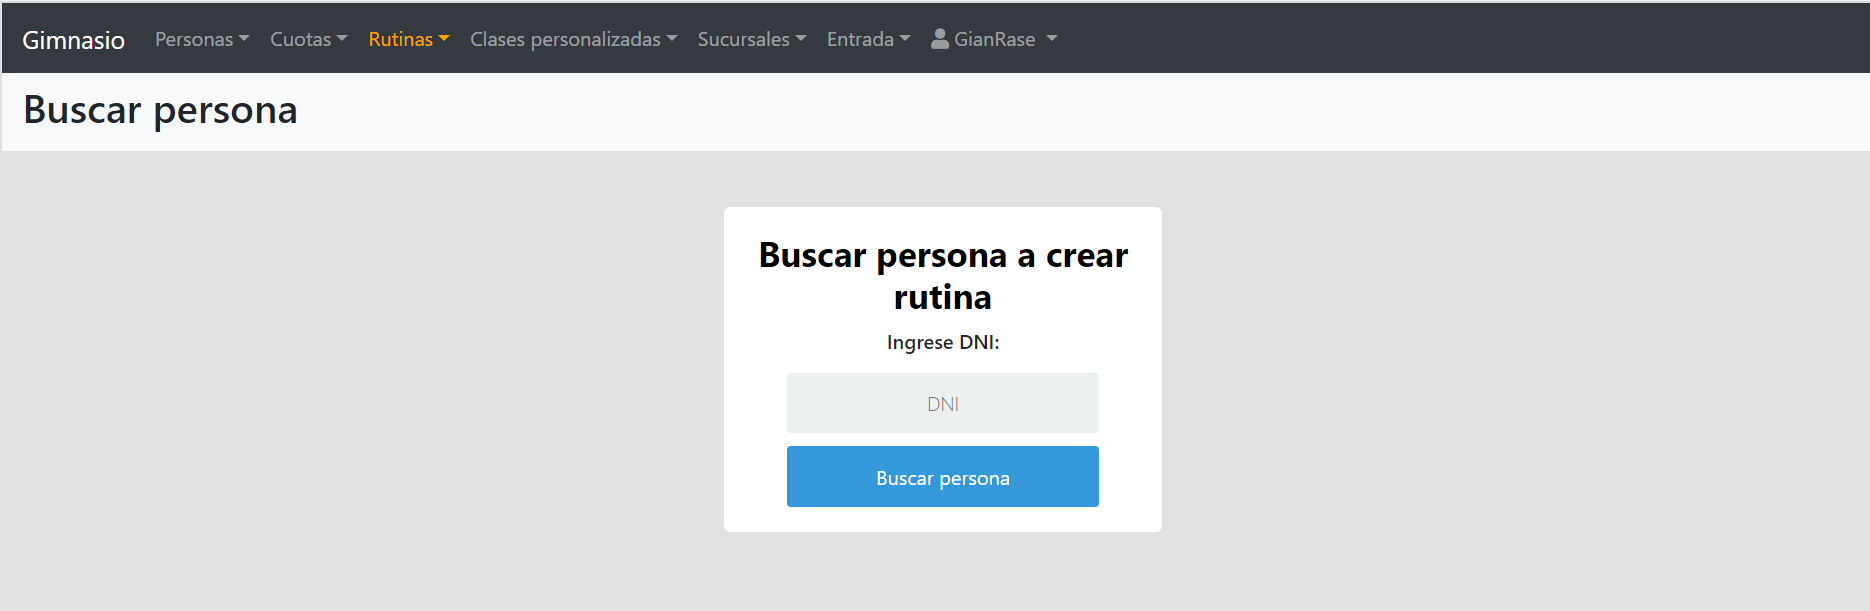 Gimnasio Personas Cuotas Rutinas Clases personalizadas Sucursales Entrada GianRase
Buscar persona
Buscar persona a crear
rutina
Ingrese DNI:
DNI
Buscar persona